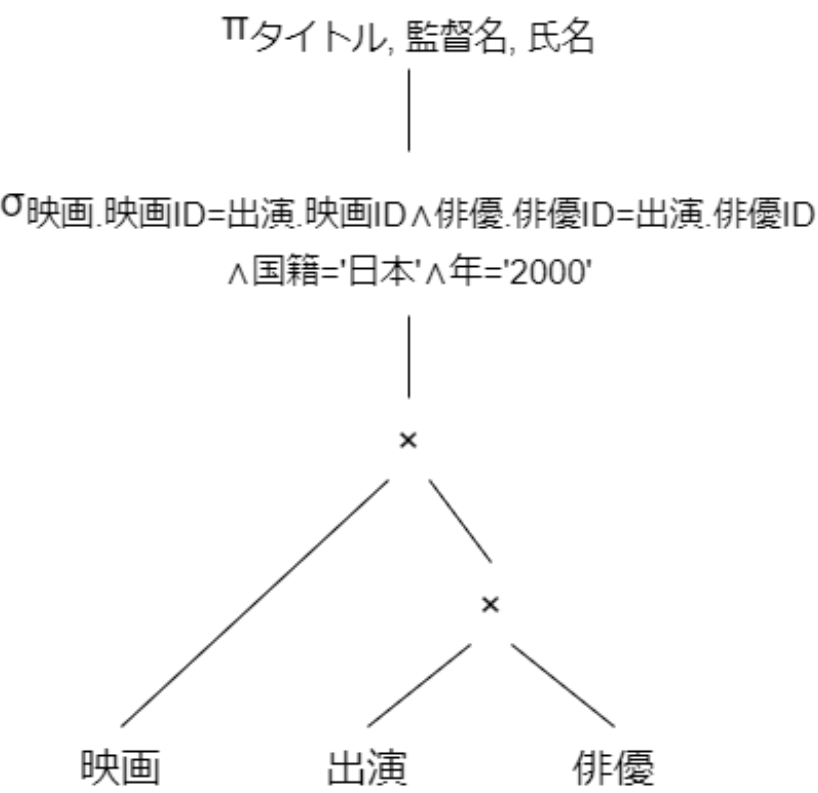 πタイトル, 監督名, 氏名
σ映画.映画ID=出演.映画ID∧俳優.俳優ID=出演.俳優ID
∧国籍='日本'∧年='2000'
×
×
映画 出演 俳優